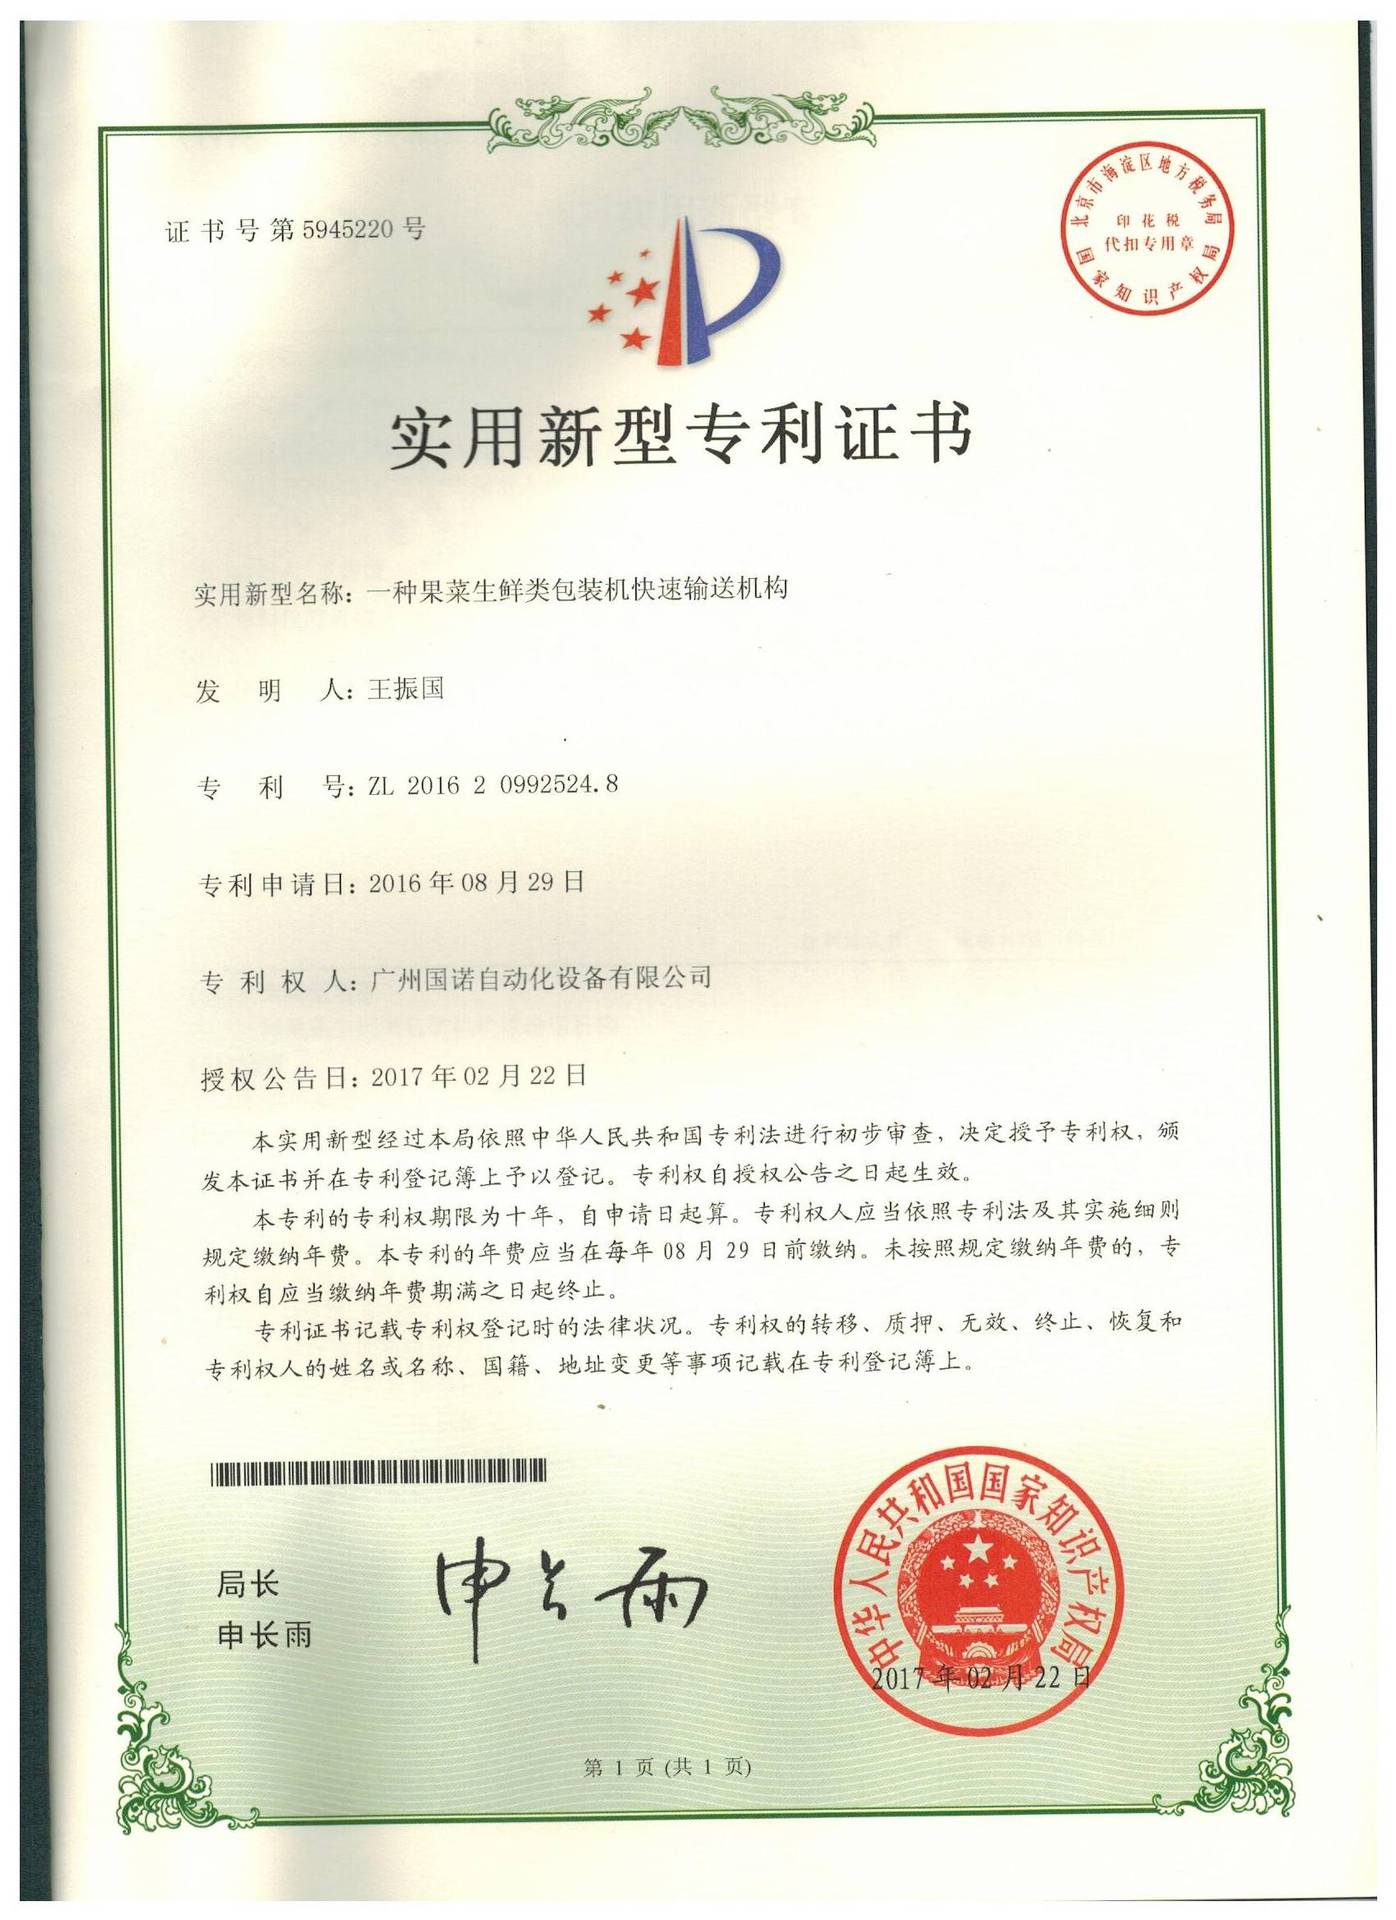 证书号第5945220号
北京市海淀区地方税务局
印花税
代扣专用章
国家知识产权局
实用新型专利证书
实用新型名称：一种果菜生鲜类包装机快速输送机构
发明人：王振国
专利号：ZL 2016 2 0992524.8
专利申请日：2016年08月29日
专利权人：广州国诺自动化设备有限公司
授权公告日：2017年02月22日
本实用新型经过本局依照中华人民共和国专利法进行初步审查，决定授予专利权，颁
发本证书并在专利登记簿上予以登记。专利权自授权公告之日起生效。
本专利的专利权期限为十年，自申请日起算。专利权人应当依照专利法及其实施细则
规定缴纳年费。本专利的年费应当在每年08月29日前缴纳。未按照规定缴纳年费的，专
利权自应当缴纳年费期满之日起终止。
专利证书记载专利权登记时的法律状况。专利权的转移、质押、无效、终止、恢复和
专利权人的姓名或名称、国籍、地址变更等事项记载在专利登记簿上。
局长
申长雨
申长雨
中华人民共和国国家知识产权局
2017年02月22日
第1页(共1页)